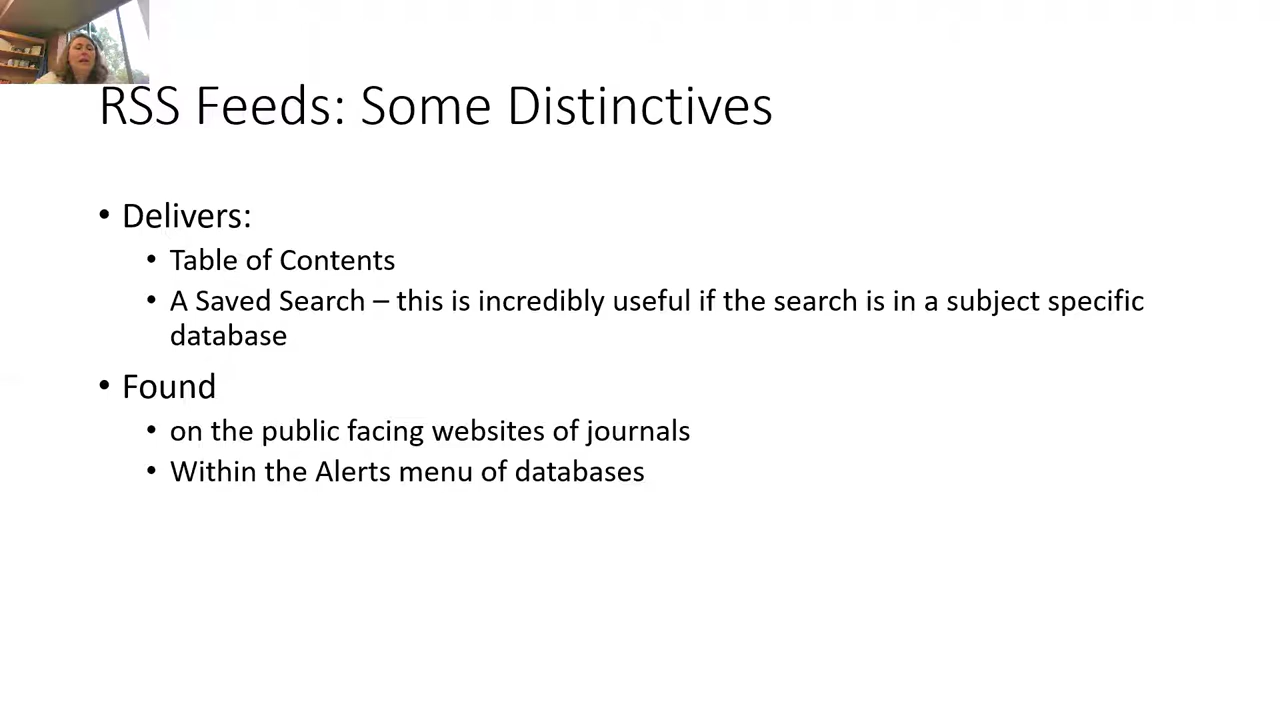 RSS Feeds: Some Distinctives
• Delivers:
• Table of Contents
• A Saved Search – this is incredibly useful if the search is in a subject specific
database
• Found
• on the public facing websites of journals
• Within the Alerts menu of databases